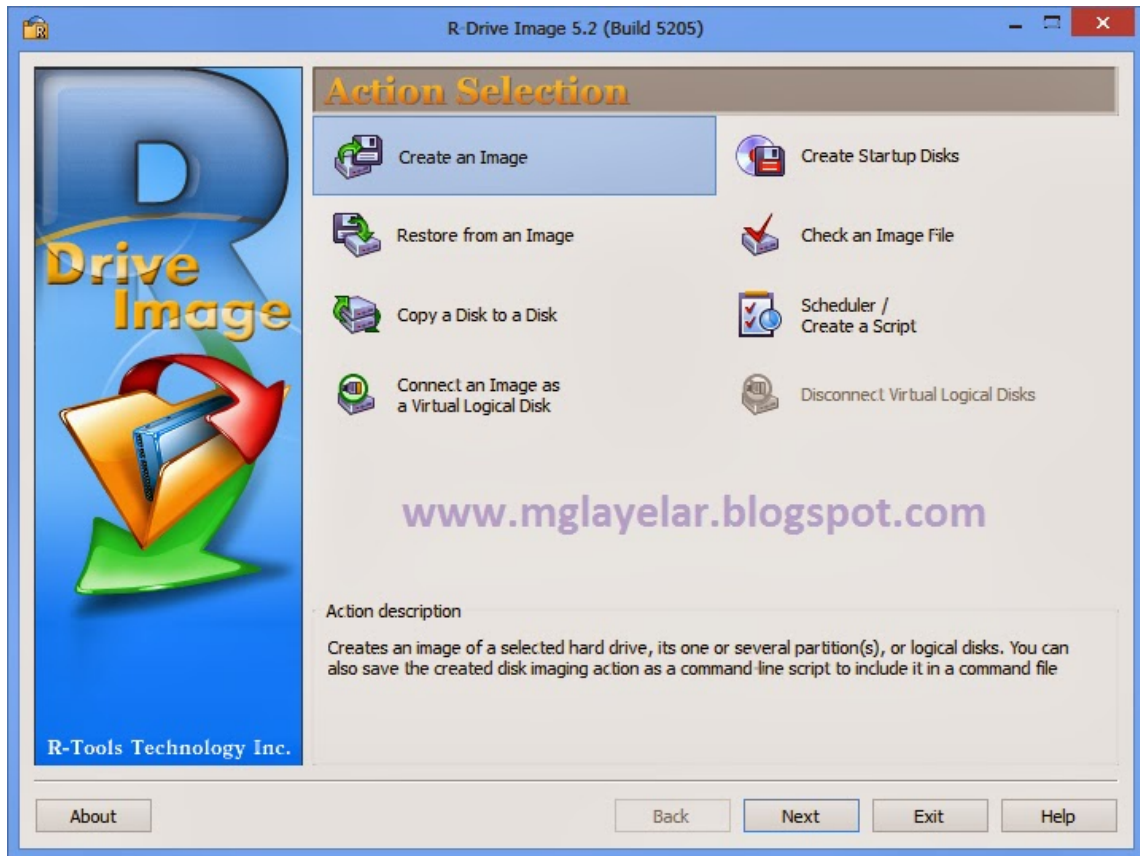 R-Drive Image 5.2 (Build 5205)
R
Drive
Image
R-Tools Technology Inc.
Action Selection
Create an Image
Create Startup Disks
Restore from an Image
Check an Image File
Copy a Disk to a Disk
Scheduler /
Create a Script
Connect an Image as
a Virtual Logical Disk
Disconnect Virtual Logical Disks
www.mglayelar.blogspot.com
Action description
Creates an image of a selected hard drive, its one or several partition(s), or logical disks. You can
also save the created disk imaging action as a command-line script to include it in a command file
About
Back
Next
Exit
Help